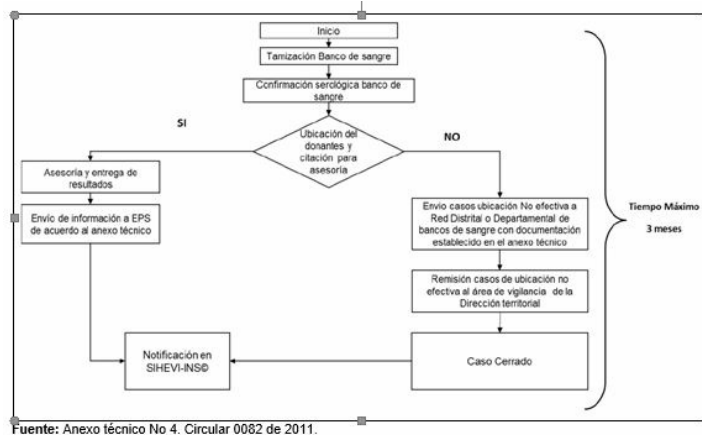 Inicio
Tamización Banco de sangre
Confirmación serológica banco de
sangre
SI
NO
Ubicación del
donantes y
citación para
asesoría
Asesoría y entrega de
resultados
Envío de información a EPS
de acuerdo al anexo técnico
Envío casos ubicación No efectiva a
Red Distrital o Departamental de
bancos de sangre con documentación
establecido en el anexo técnico
Remisión casos de ubicación no
efectiva al área de vigilancia de la
Dirección territorial
Notificación en
SIHEVI-INS©
Caso Cerrado
Tiempo Máximo
3 meses
Fuente: Anexo técnico No 4. Circular 0082 de 2011.